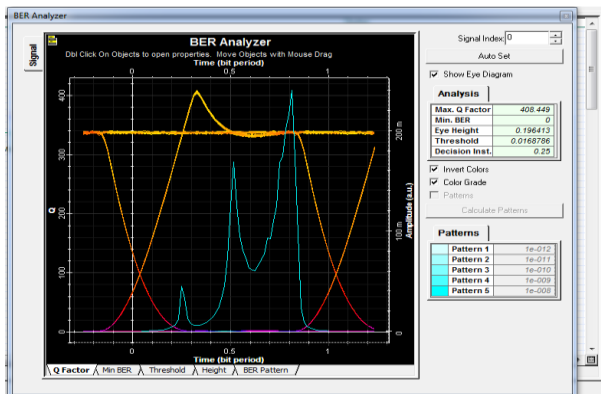 BER Analyzer
Signal
BER Analyzer
Dbl Click On Objects to open properties. Move Objects with Mouse Drag
Time (bit period)
0 0.5 1
400
300
200
100
0
Q
200 m
100 m
0
Amplitude (a.u.)
0 0.5 1
Time (bit period)
Q Factor Min BER Threshold Height BER Pattern
Signal Index: 0
Auto Set
Show Eye Diagram
Analysis
Max. Q Factor 408.449
Min. BER 0
Eye Height 0.196413
Threshold 0.0168786
Decision Inst. 0.25
Invert Colors
Color Grade
Patterns
Calculate Patterns
Patterns
Pattern 1 1e-012
Pattern 2 1e-011
Pattern 3 1e-010
Pattern 4 1e-009
Pattern 5 1e-008